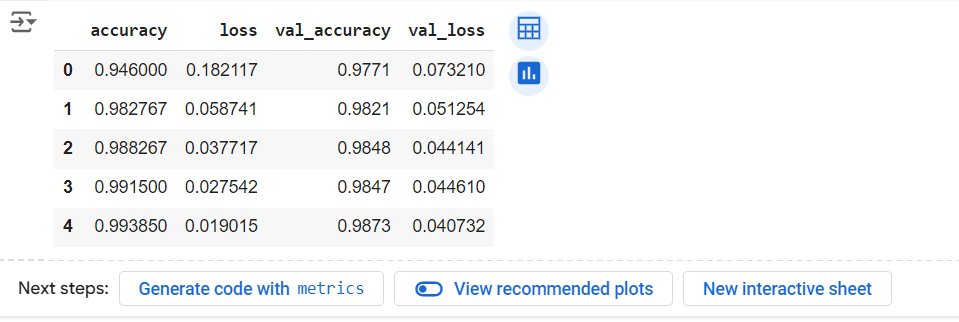 accuracy loss val_accuracy val_loss
0 0.946000 0.182117 0.9771 0.073210
1 0.982767 0.058741 0.9821 0.051254
2 0.988267 0.037717 0.9848 0.044141
3 0.991500 0.027542 0.9847 0.044610
4 0.993850 0.019015 0.9873 0.040732
Next steps: Generate code with metrics View recommended plots New interactive sheet